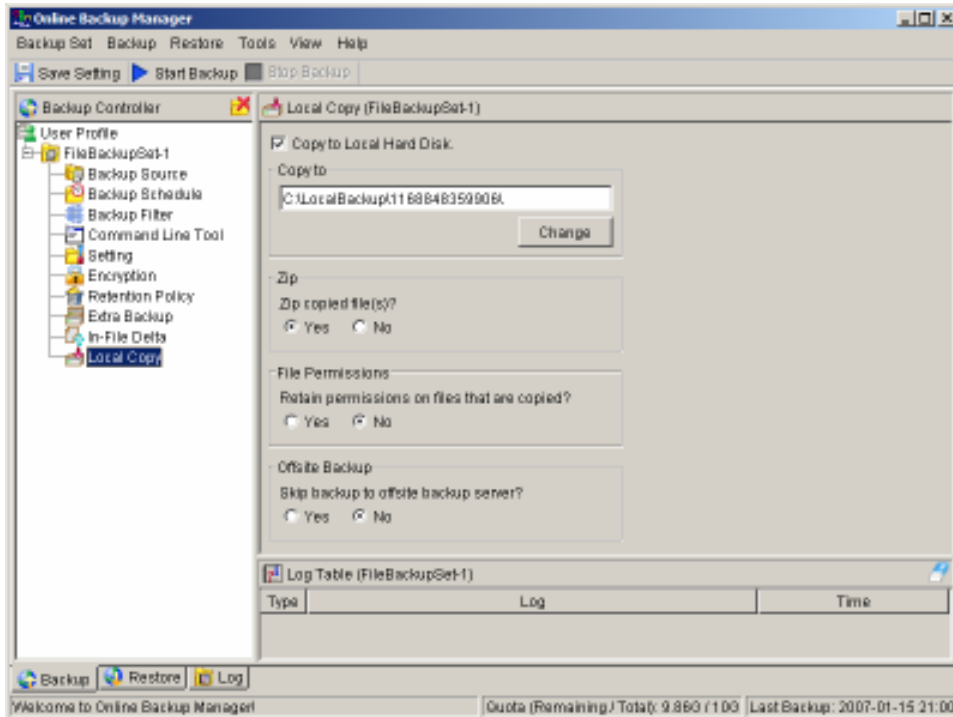 Online Backup Manager
Backup Set Backup Restore Tools View Help
Save Setting Start Backup Stop Backup
Backup Controller
User Profile
FileBackupSet-1
Backup Source
Backup Schedule
Backup Filter
Command Line Tool
Setting
Encryption
Retention Policy
Extra Backup
In-File Delta
Local Copy
Local Copy (FileBackupSet-1)
Copy to Local Hard Disk.
Copy to
C:\LocalBackup\1168848359906\
Change
Zip
Zip copied file(s)?
Yes No
File Permissions
Retain permissions on files that are copied?
Yes No
Offsite Backup
Skip backup to offsite backup server?
Yes No
Log Table (FileBackupSet-1)
Type Log Time
Backup Restore Log
Welcome to Online Backup Manager!
Quota (Remaining / Total): 9.86G / 10G
Last Backup: 2007-01-15 21:00